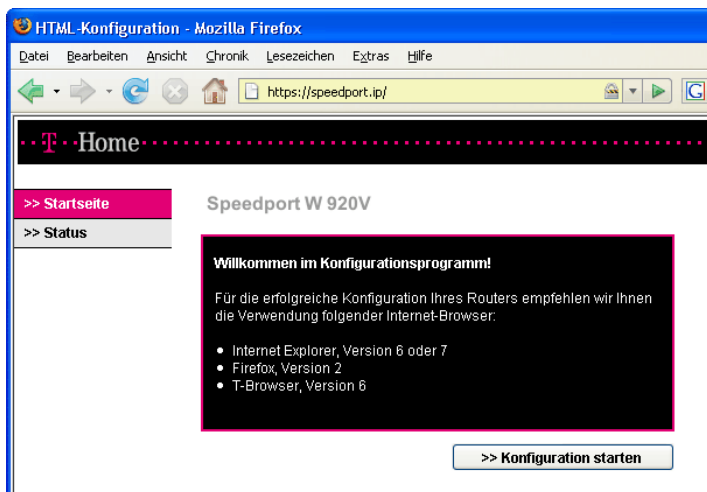 HTML-Konfiguration - Mozilla Firefox
Datei Bearbeiten Ansicht Chronik Lesezeichen Extras Hilfe
https://speedport.ip/
G
T Home
>> Startseite
>> Status
Speedport W 920V
Willkommen im Konfigurationsprogramm!
Für die erfolgreiche Konfiguration Ihres Routers empfehlen wir Ihnen
die Verwendung folgender Internet-Browser:
• Internet Explorer, Version 6 oder 7
• Firefox, Version 2
• T-Browser, Version 6
>> Konfiguration starten